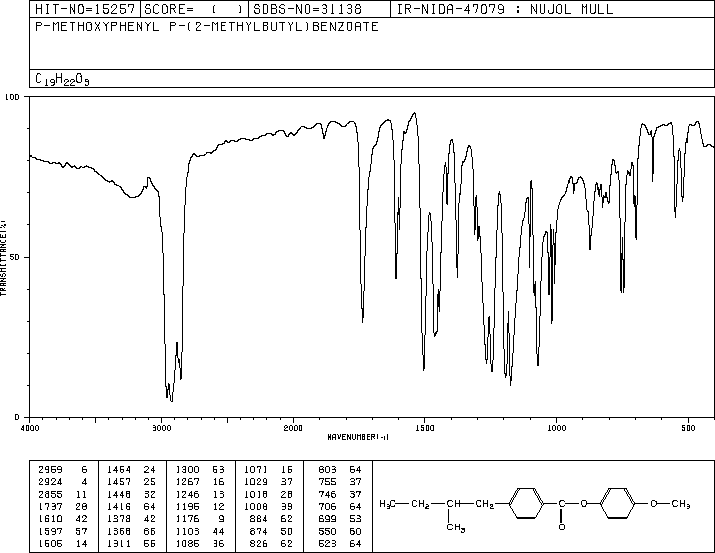 HIT-NO=15257 SCORE= ( ) SDBS-NO=31138 IR-NIDA-47079 : NUJOL MULL
P-METHOXYPHENYL P-(2-METHYLBUTYL)BENZOATE
C19H22O3
100
50
0
TRANSMITTANCE(%)
4000 3000 2000 1500 1000 500
WAVENUMBER(-1)
2959 6 1464 24 1300 53 1071 15 803 64
2924 4 1457 25 1267 16 1029 37 755 37
2855 11 1448 32 1246 13 1018 28 746 37
1737 28 1416 64 1195 12 1008 39 706 64
1610 42 1378 42 1176 9 884 62 699 53
1597 57 1368 66 1103 44 874 50 550 60
1505 14 1311 55 1085 36 826 62 523 64
H3C—CH2—CH—CH2 C—O O—CH3
CH3 O